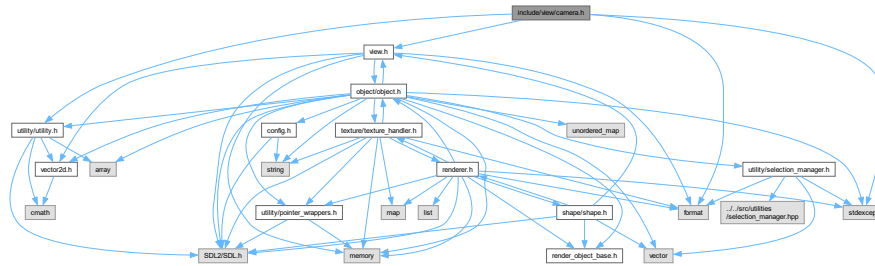 include/view/camera.h
view.h
object/object.h
utility/utility.h
config.h
texture/texture_handler.h
unordered_map
vector2d.h
array
string
renderer.h
utility/selection_manager.h
cmath
utility/pointer_wrappers.h
map
list
shape/shape.h
format
../../src/utilities
/selection_manager.hpp
stdexcept
SDL2/SDL.h
memory
render_object_base.h
vector